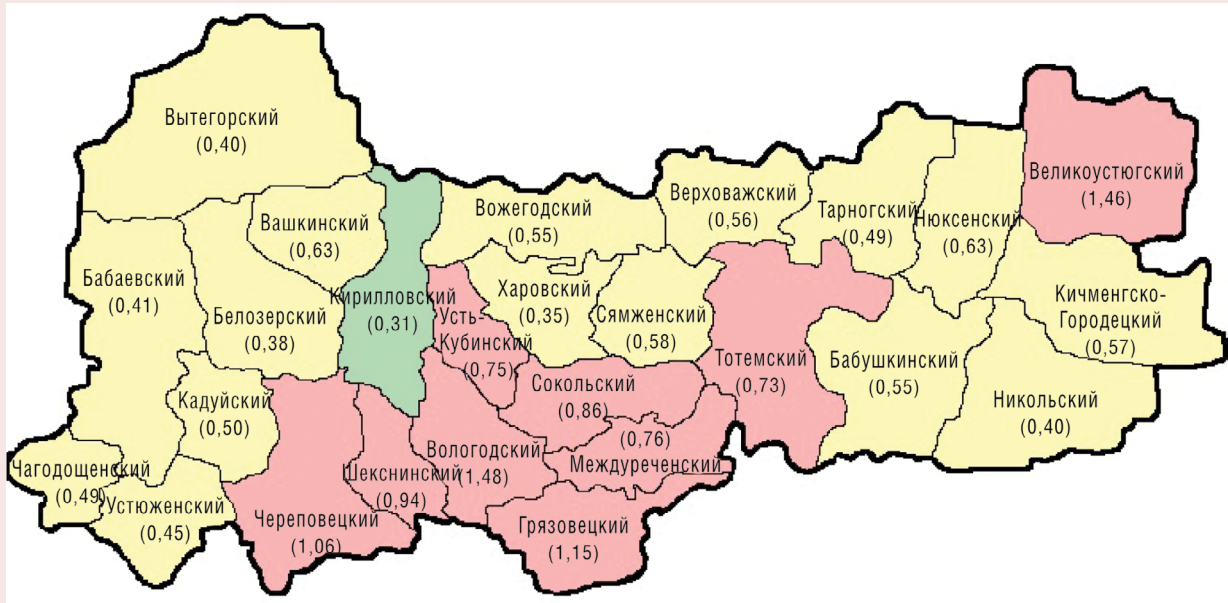 Вытегорский
(0,40)
Великоустюгский
(1,46)
Вашкинский
(0,63)
Вожегодский
(0,55)
Верховажский
(0,56)
Тарногский
(0,49)
Нюксенский
(0,63)
Бабаевский
(0,41)
Белозерский
(0,38)
Кирилловский
(0,31)
Усть-
Кубинский
(0,75)
Харовский
(0,35)
Сямженский
(0,58)
Тотемский
(0,73)
Бабушкинский
(0,55)
Кичменгско-
Городецкий
(0,57)
Никольский
(0,40)
Кадуйский
(0,50)
Сокольский
(0,86)
(0,76)
Междуреченский
Чагодощенский
(0,49)
Устюженский
(0,45)
Череповецкий
(1,06)
Шекснинский
(0,94)
Вологодский
(1,48)
Грязовецкий
(1,15)